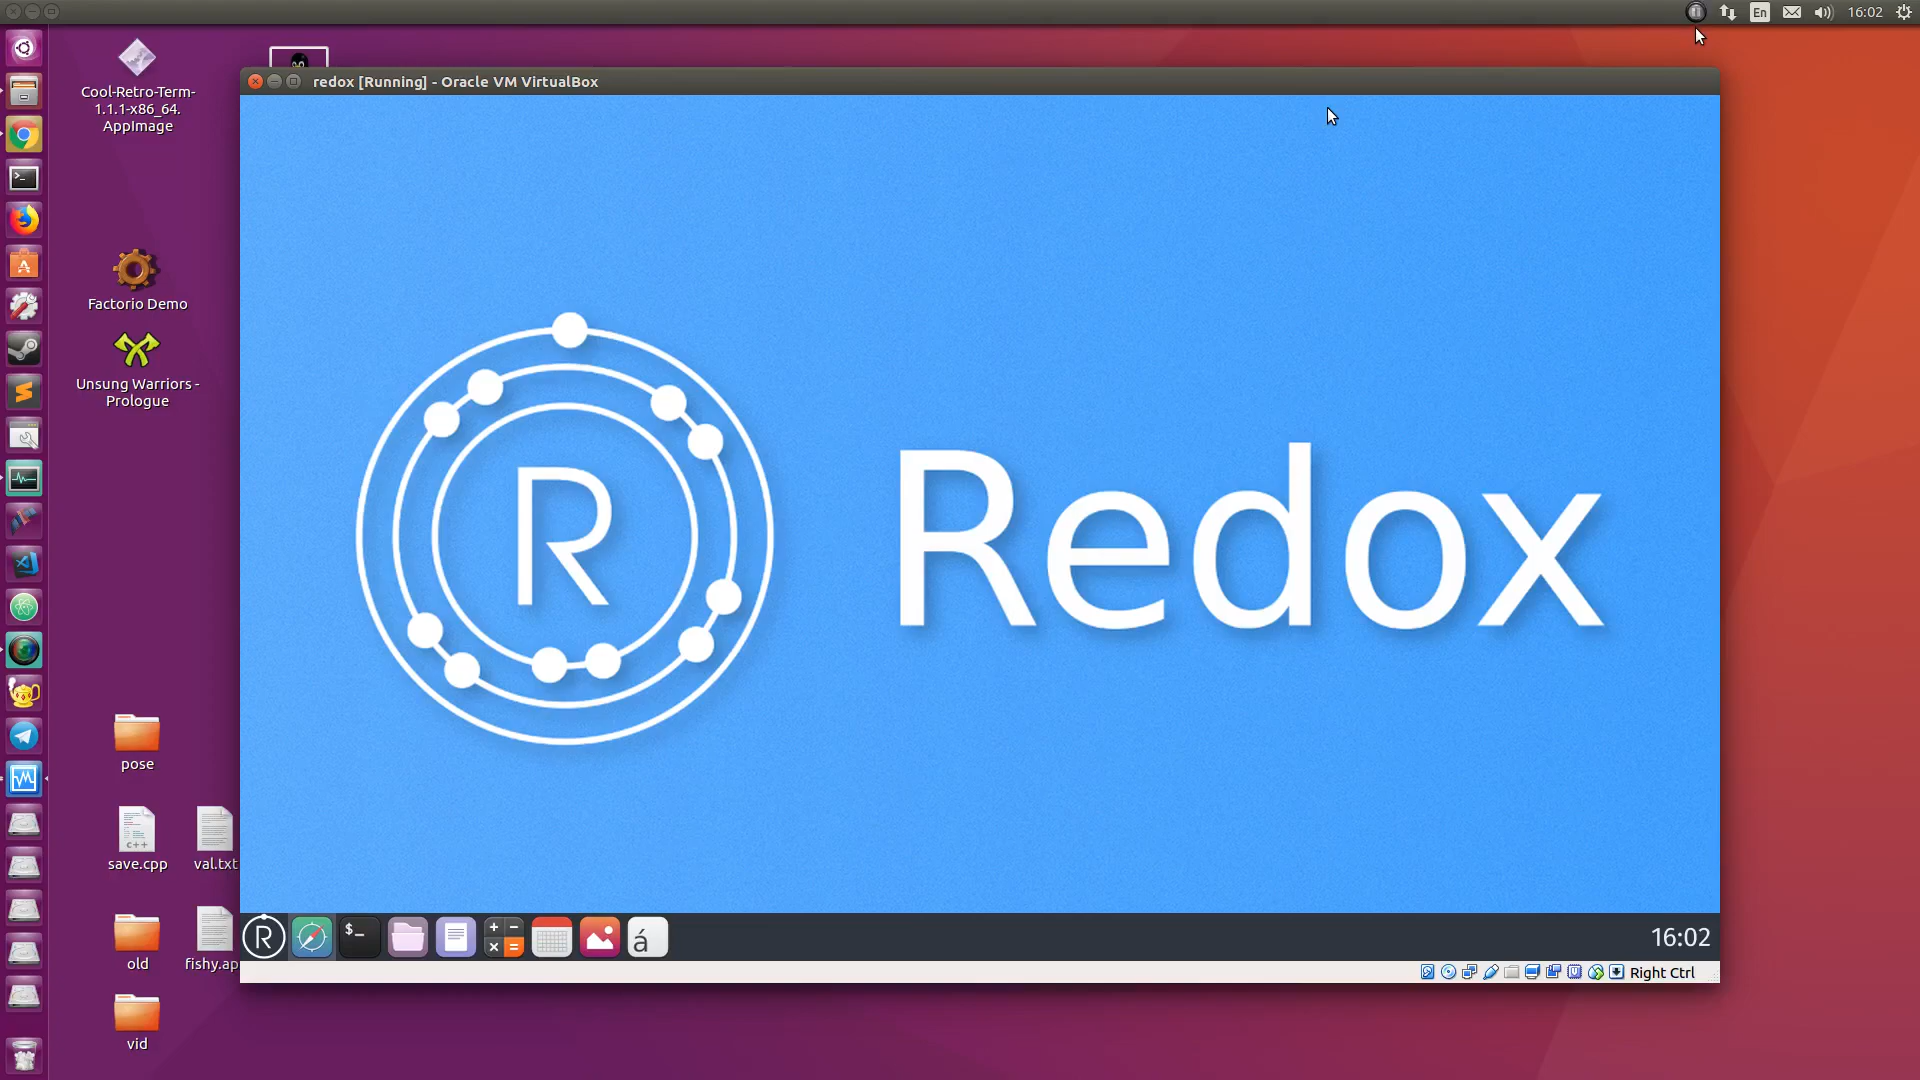 En
16:02
Cool-Retro-Term-
1.1.1-x86_64.
AppImage
redox [Running] - Oracle VM VirtualBox
Factorio Demo
Unsung Warriors -
Prologue
R
Redox
pose
save.cpp
val.txt
old
fishy.ap
vid
R
$_
á
16:02
Right Ctrl